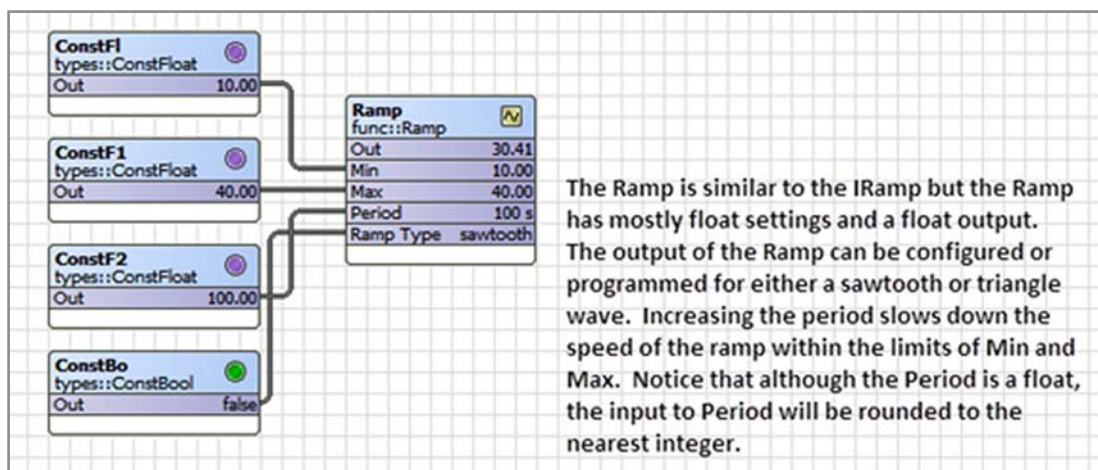 ConstFl
types::ConstFloat
Out 10.00
ConstF1
types::ConstFloat
Out 40.00
ConstF2
types::ConstFloat
Out 100.00
ConstBo
types::ConstBool
Out false
Ramp
func::Ramp
Out 30.41
Min 10.00
Max 40.00
Period 100 s
Ramp Type sawtooth
The Ramp is similar to the IRamp but the Ramp
has mostly float settings and a float output.
The output of the Ramp can be configured or
programmed for either a sawtooth or triangle
wave. Increasing the period slows down the
speed of the ramp within the limits of Min and
Max. Notice that although the Period is a float,
the input to Period will be rounded to the
nearest integer.